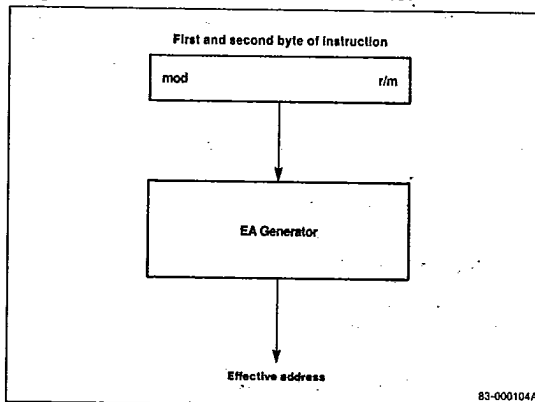 First and second byte of instruction
mod r/m
EA Generator
Effective address
83-000104A